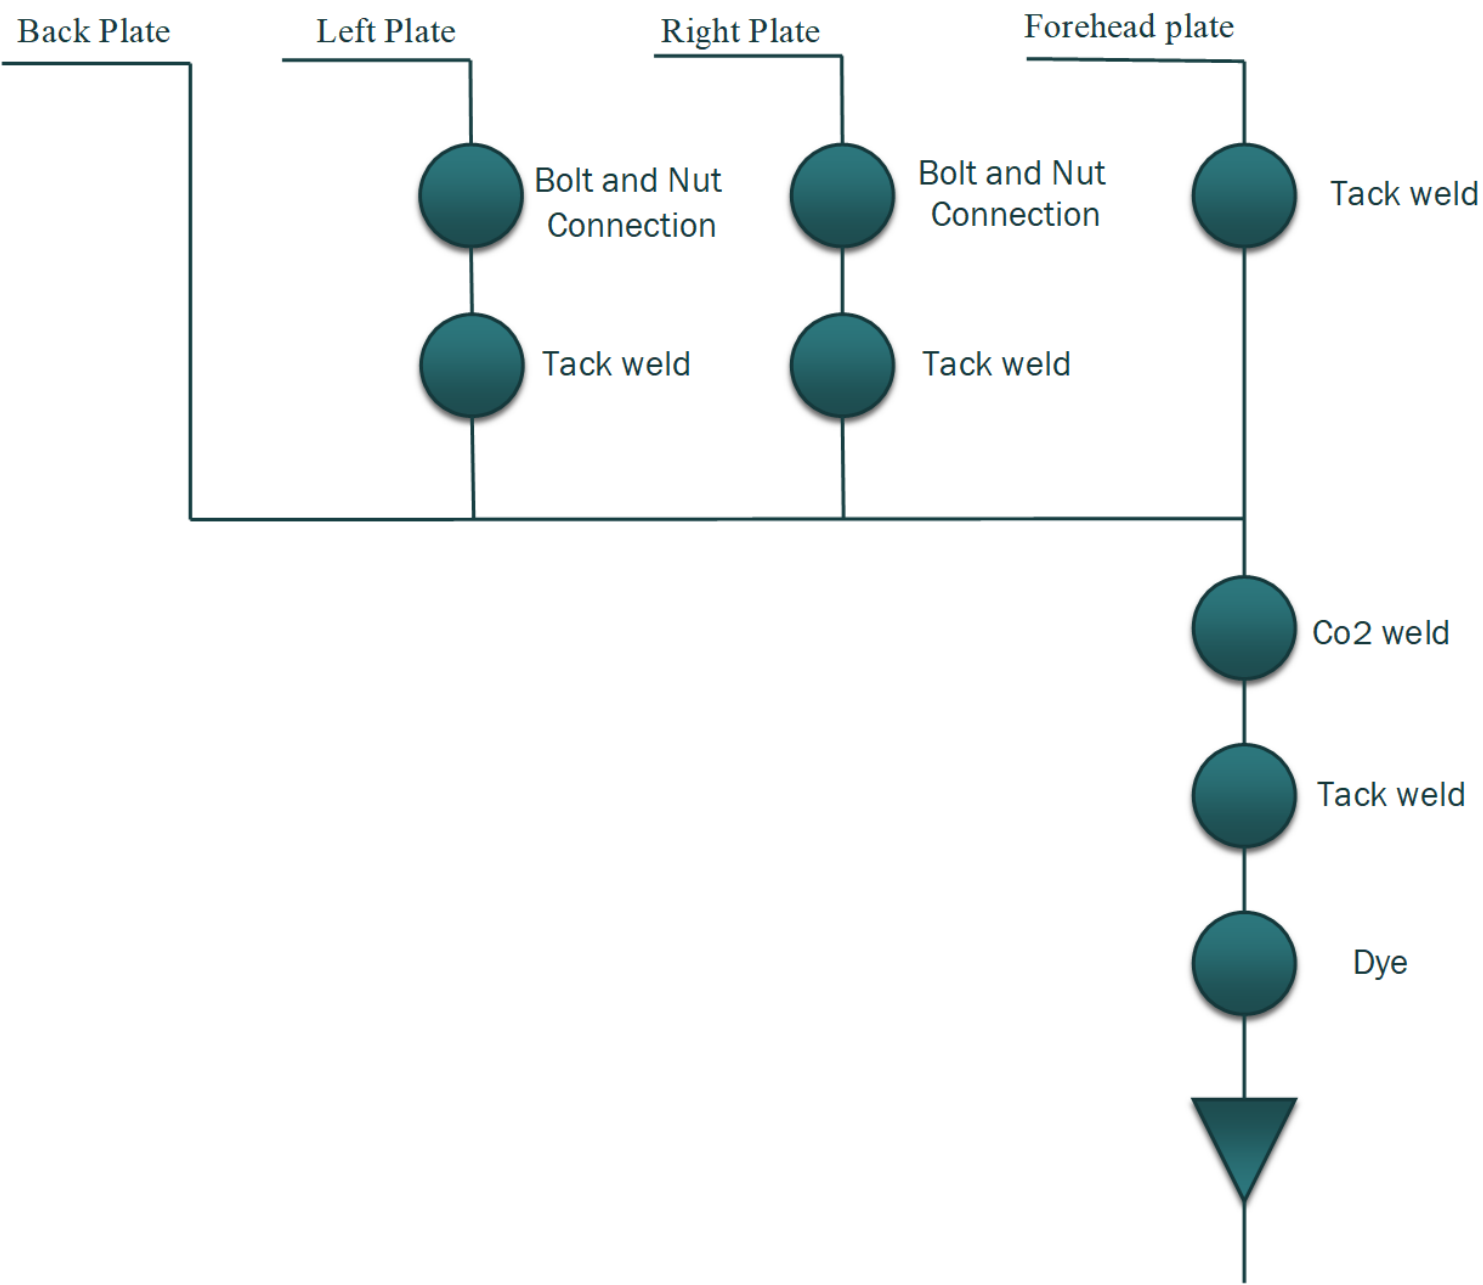 Back Plate
Left Plate
Right Plate
Forehead plate
Bolt and Nut
Connection
Bolt and Nut
Connection
Tack weld
Tack weld
Tack weld
Co2 weld
Tack weld
Dye